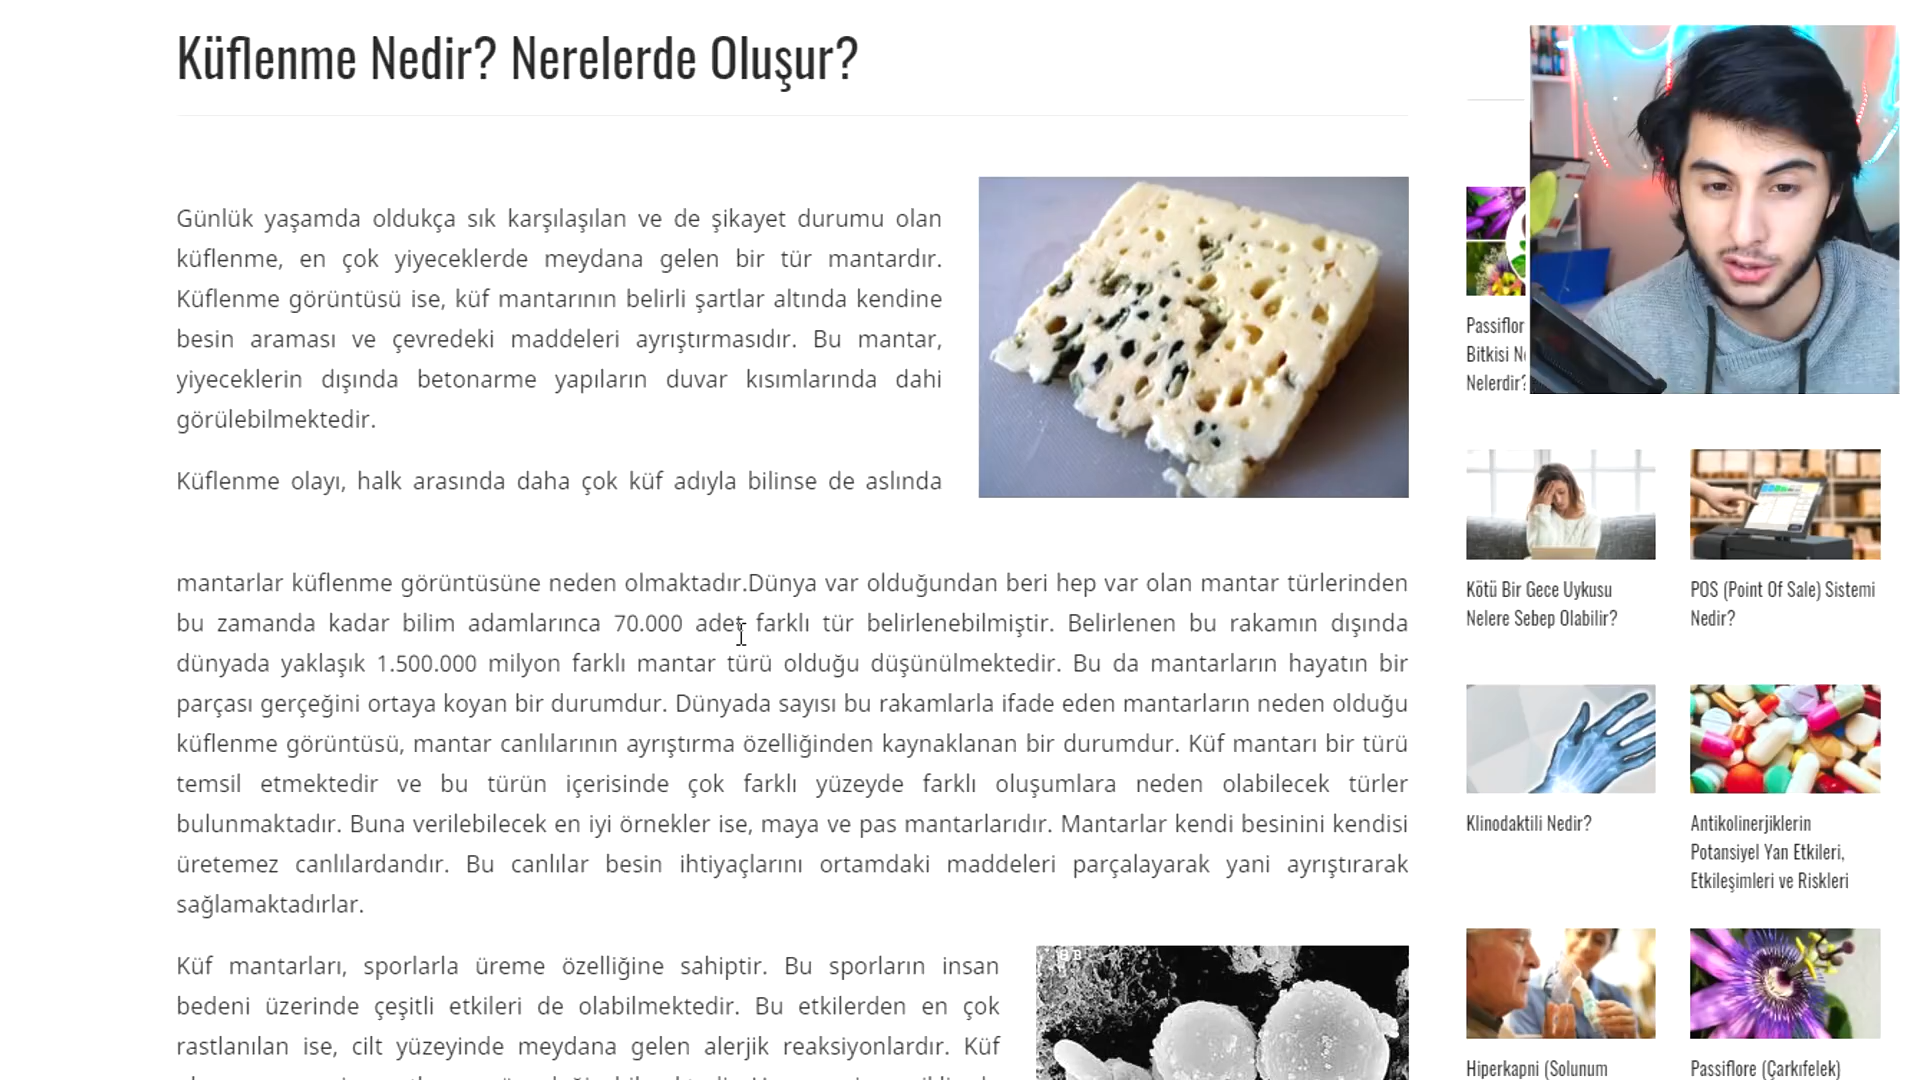 Küflenme Nedir? Nerelerde Oluşur?
Günlük yaşamda oldukça sık karşılaşılan ve de şikayet durumu olan
küflenme, en çok yiyeceklerde meydana gelen bir tür mantardır.
Küflenme görüntüsü ise, küf mantarının belirli şartlar altında kendine
besin araması ve çevredeki maddeleri ayrıştırmasıdır. Bu mantar,
yiyeceklerin dışında betonarme yapıların duvar kısımlarında dahi
görülebilmektedir.
Küflenme olayı, halk arasında daha çok küf adıyla bilinse de aslında
mantarlar küflenme görüntüsüne neden olmaktadır.Dünya var olduğundan beri hep var olan mantar türlerinden
bu zamanda kadar bilim adamlarınca 70.000 adet farklı tür belirlenebilmiştir. Belirlenen bu rakamın dışında
dünyada yaklaşık 1.500.000 milyon farklı mantar türü olduğu düşünülmektedir. Bu da mantarların hayatın bir
parçası gerçeğini ortaya koyan bir durumdur. Dünyada sayısı bu rakamlarla ifade eden mantarların neden olduğu
küflenme görüntüsü, mantar canlılarının ayrıştırma özelliğinden kaynaklanan bir durumdur. Küf mantarı bir türü
temsil etmektedir ve bu türün içerisinde çok farklı yüzeyde farklı oluşumlara neden olabilecek türler
bulunmaktadır. Buna verilebilecek en iyi örnekler ise, maya ve pas mantarlarıdır. Mantarlar kendi besinini kendisi
üretemez canlılardandır. Bu canlılar besin ihtiyaçlarını ortamdaki maddeleri parçalayarak yani ayrıştırarak
sağlamaktadırlar.
Küf mantarları, sporlarla üreme özelliğine sahiptir. Bu sporların insan
bedeni üzerinde çeşitli etkileri de olabilmektedir. Bu etkilerden en çok
rastlanılan ise, cilt yüzeyinde meydana gelen alerjik reaksiyonlardır. Küf
Passiflor
Bitkisi
Nelerdir?
Kötü Bir Gece Uykusu
Nelere Sebep Olabilir?
POS (Point Of Sale) Sistemi
Nedir?
Klinodaktili Nedir?
Antikolinerjiklerin
Potansiyel Yan Etkileri,
Etkileşimleri ve Riskleri
Hiperkapni (Solunum
Passiflore (Çarkıfelek)